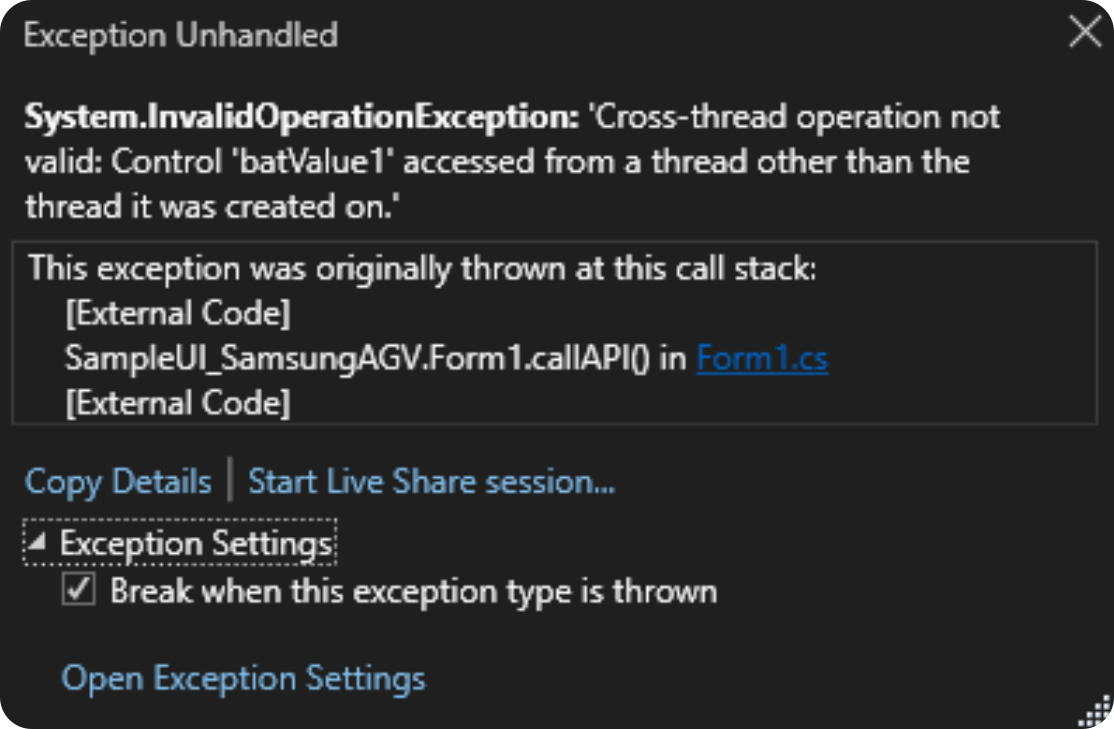 Exception Unhandled
System.InvalidOperationException: 'Cross-thread operation not
valid: Control 'batValue1' accessed from a thread other than the
thread it was created on.'
This exception was originally thrown at this call stack:
[External Code]
SampleUI_SamsungAGV.Form1.callAPI() in Form1.cs
[External Code]
Copy Details | Start Live Share session...
Exception Settings
Break when this exception type is thrown
Open Exception Settings